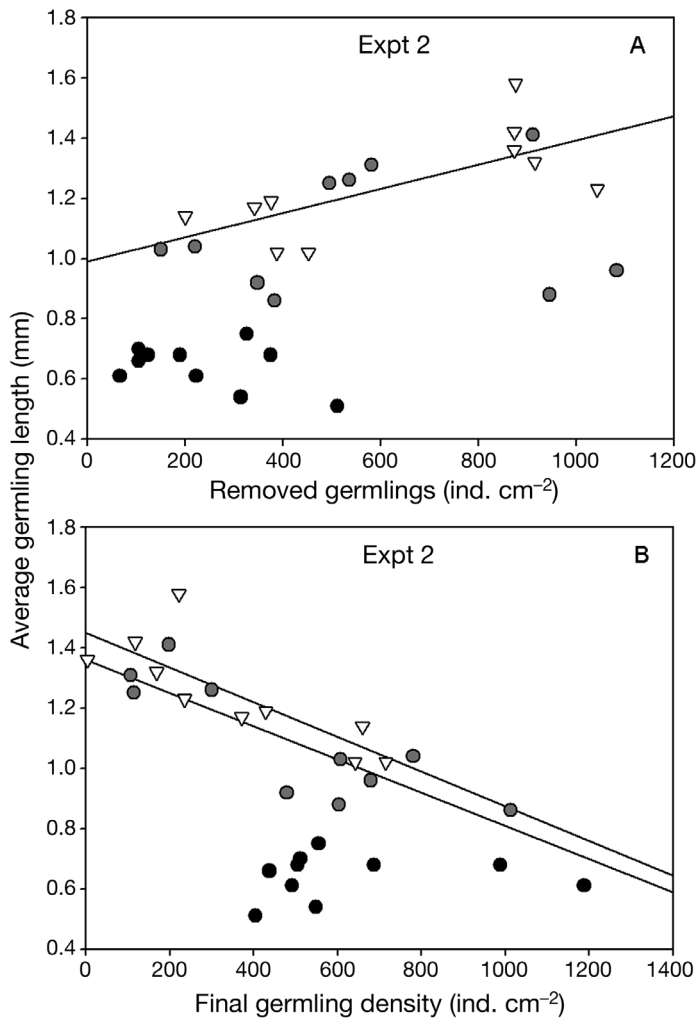 1.8
Expt 2 A
1.6
1.4
1.2
1.0
0.8
0.6
0.4
0 200 400 600 800 1000 1200
Removed germlings (ind. cm⁻²)
Average germling length (mm)
1.8
Expt 2 B
1.6
1.4
1.2
1.0
0.8
0.6
0.4
0 200 400 600 800 1000 1200 1400
Final germling density (ind. cm⁻²)